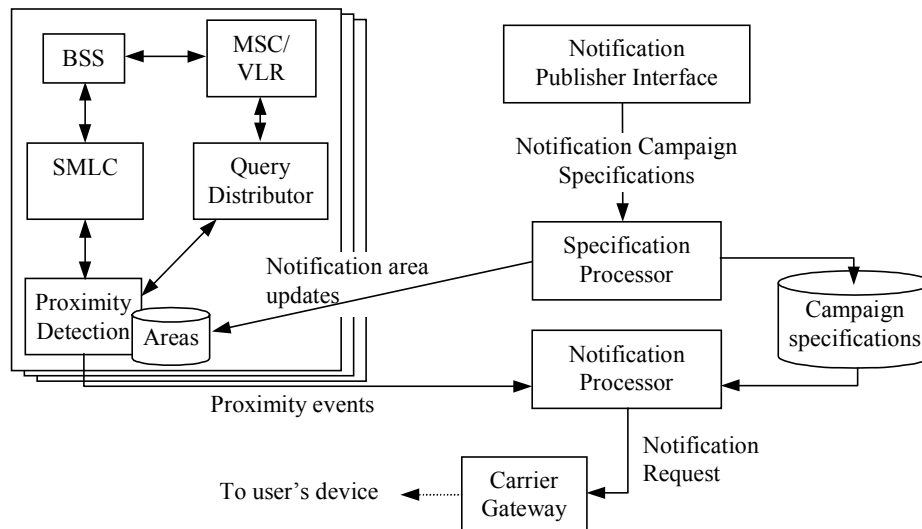 BSS
MSC/
VLR
SMLC
Query
Distributor
Proximity
Detection
Areas
Notification
Publisher Interface
Notification Campaign
Specifications
Specification
Processor
Notification area
updates
Campaign
specifications
Notification
Processor
Proximity events
Notification
Request
Carrier
Gateway
To user's device